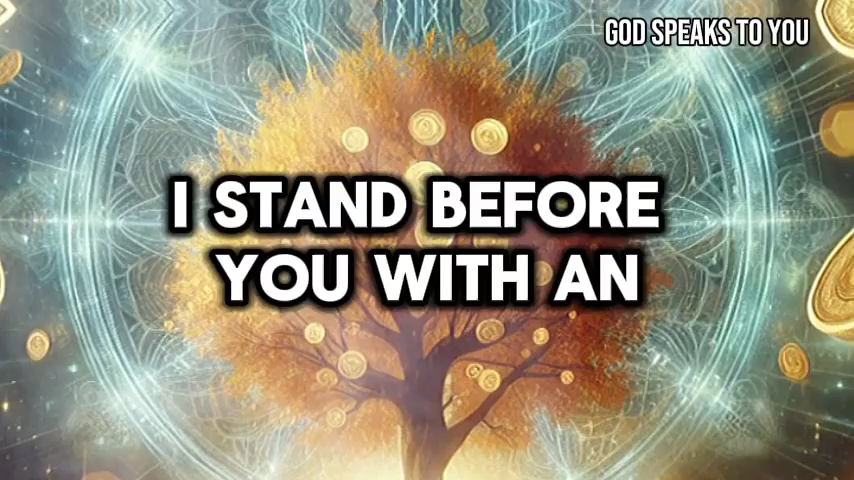 GOD SPEAKS TO YOU
I STAND BEFORE
YOU WITH AN